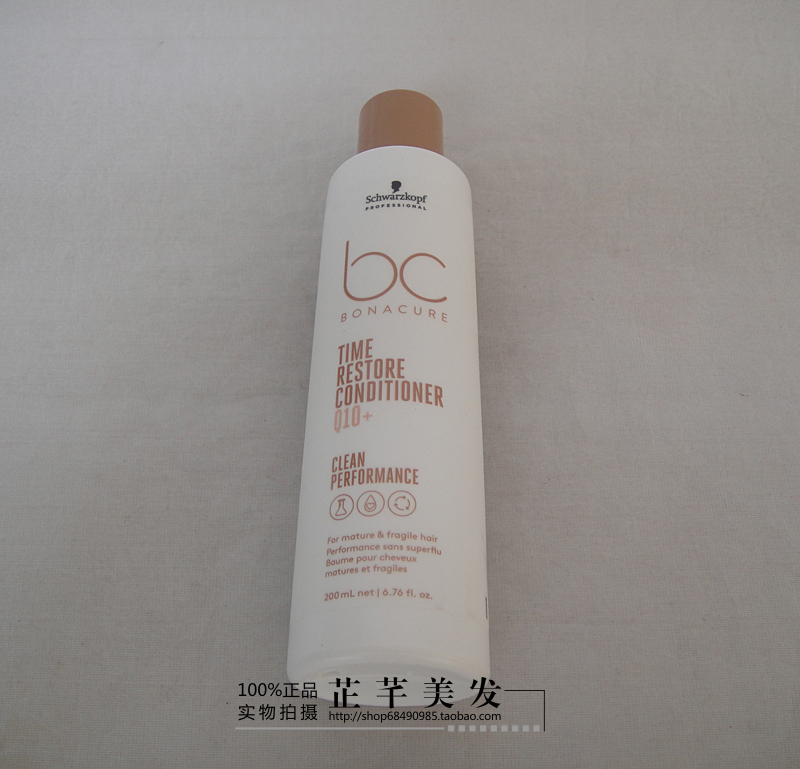 Schwarzkopf
PROFESSIONAL
bc
BONACURE
TIME
RESTORE
CONDITIONER
Q10+
CLEAN
PERFORMANCE
For mature & fragile hair
Performance sans superflu
Baume pour cheveux
matures et fragiles
200mL net | 6.76 fl. oz.
100%正品
实物拍摄
芷芊美发
http://shop68490985.taobao.com